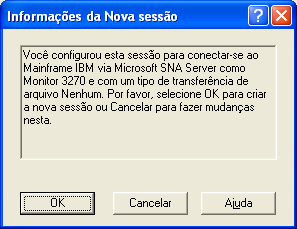 Informações da Nova sessão
Você configurou esta sessão para conectar-se ao
Mainframe IBM via Microsoft SNA Server como
Monitor 3270 e com um tipo de transferência de
arquivo Nenhum. Por favor, selecione OK para criar
a nova sessão ou Cancelar para fazer mudanças
nesta.
OK
Cancelar
Ajuda